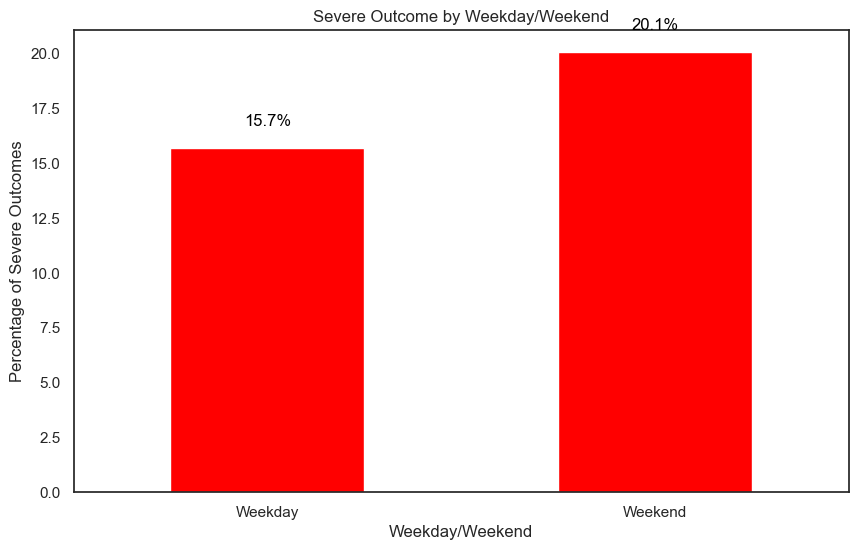 Severe Outcome by Weekday/Weekend
20.1%
20.0
17.5
15.7%
15.0
12.5
10.0
7.5
5.0
2.5
0.0
Percentage of Severe Outcomes
Weekday
Weekend
Weekday/Weekend